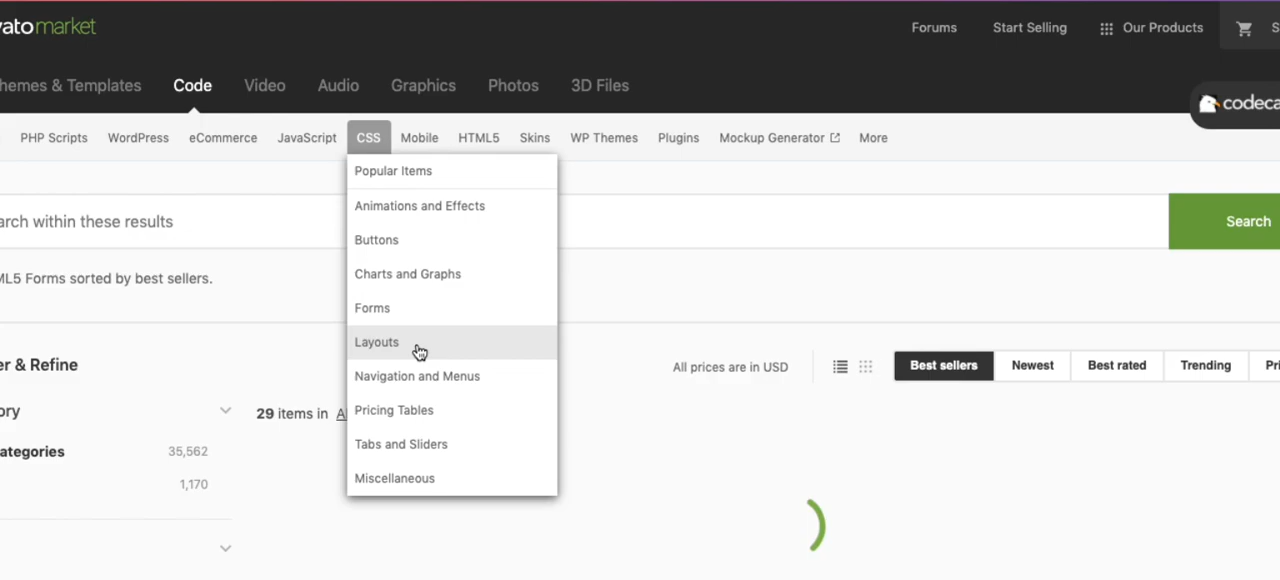 ato market
Forums
Start Selling
Our Products
hemes & Templates
Code
Video
Audio
Graphics
Photos
3D Files
codeca
PHP Scripts
WordPress
eCommerce
JavaScript
CSS
Mobile
HTML5
Skins
WP Themes
Plugins
Mockup Generator
More
Popular Items
Animations and Effects
Buttons
Charts and Graphs
Forms
Layouts
Navigation and Menus
Pricing Tables
Tabs and Sliders
Miscellaneous
arch within these results
Search
ML5 Forms sorted by best sellers.
er & Refine
All prices are in USD
Best sellers
Newest
Best rated
Trending
Pri
ory
29 items in A
ategories
35,562
1,170